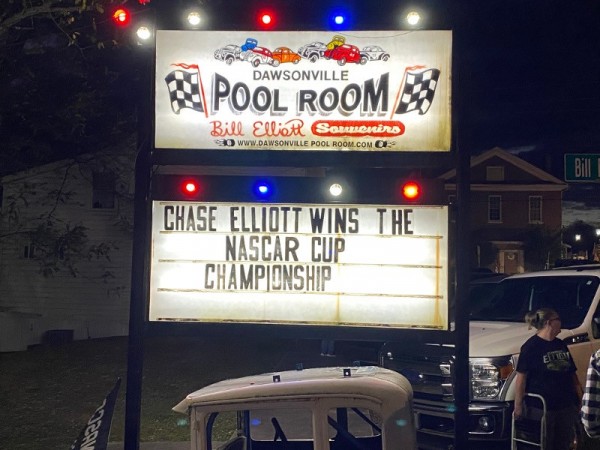 DAWSONVILLE
POOL ROOM
Bill Elliott Souvenirs
WWW.DAWSONVILLE POOL ROOM.COM
CHASE ELLIOTT WINS THE
NASCAR CUP
CHAMPIONSHIP
Bill
ELLIOTT